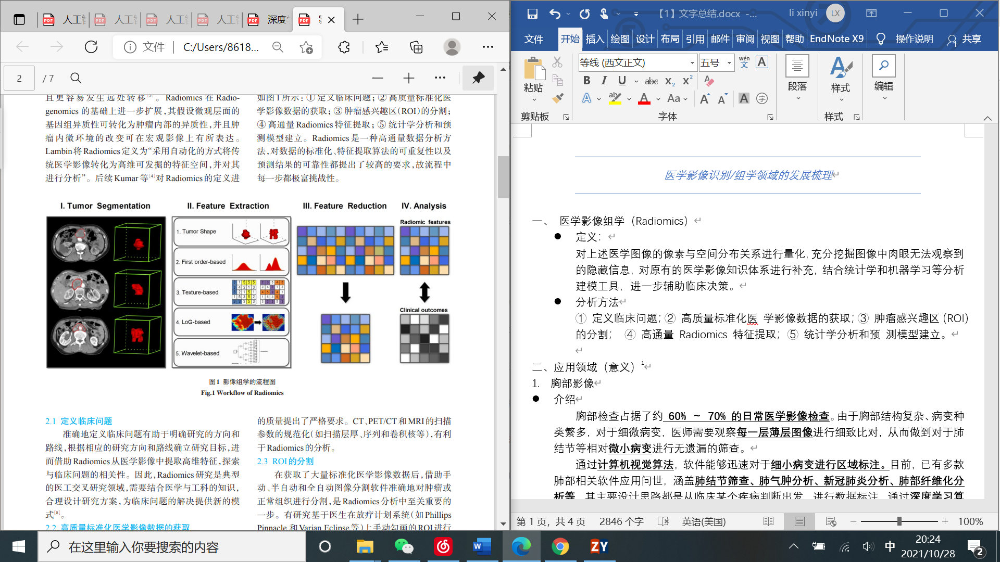 人工智
人工智
人工智
人工智
深度学
文件
C:/Users/8618...
2
/ 7
且更容易发生远处转移[3]。Radiomics 在 Radio-
genomics 的基础上进一步扩展,其假设微观层面的
基因组异质性可转化为肿瘤内部的异质性,并且肿
瘤内微环境的改变可在宏观影像上有所表达。
Lambin 将 Radiomics 定义为“采用自动化的方式将传
统医学影像转化为高维可发掘的特征空间,并对其
进行分析”。后续 Kumar 等[4]对 Radiomics 的定义进
如图1所示:① 定义临床问题;② 高质量标准化医
学影像数据的获取;③ 肿瘤感兴趣区(ROI)的分割;
④ 高通量 Radiomics 特征提取;⑤ 统计学分析和预
测模型建立。Radiomics 是一种高通量数据分析方
法,对数据的标准化、特征提取算法的可重复性以及
预测结果的可靠性都提出了较高的要求,故流程中
每一步都极富挑战性。
I. Tumor Segmentation
II. Feature Extraction
III. Feature Reduction
IV. Analysis
1. Tumor Shape
2. First order-based
3. Texture-based
4. LoG-based
5. Wavelet-based
Radiomic features
Clinical outcomes
图1 影像组学的流程图
Fig.1 Workflow of Radiomics
2.1 定义临床问题
准确地定义临床问题有助于明确研究的方向和
路线,根据相应的研究方向和路线确立研究目标,进
而借助 Radiomics 从医学影像中提取高维特征,探索
与临床问题的相关性。因此,Radiomics 研究是典型
的医工交叉研究领域,需要结合医学与工科的知识,
合理设计研究方案,为临床问题的解决提供新的模
式[8]。
2.2 高质量标准化医学影像数据的获取
的质量提出了严格要求。CT、PET/CT 和 MRI 的扫描
参数的规范化(如扫描层厚、序列和卷积核等),有利
于 Radiomics 的分析。
2.3 ROI 的分割
在获取了大量标准化医学影像数据后,借助手
动、半自动和全自动图像分割软件准确地对肿瘤或
正常组织进行分割,是 Radiomics 分析中至关重要的
一步。有研究基于医生在放疗计划系统(如 Phillips
Pinnacle 和 Varian Eclipse 等)上手动勾画的 ROI 进行
【1】文字总结.docx -...
li xinyi
LX
文件 开始 插入 绘图 设计 布局 引用 邮件 审阅 视图 帮助 EndNote X9 操作说明 共享
粘贴
剪贴板
等线 (西文正文)
五号
wén
文
A
B I U abc x₂ x²
A A Aa A A A 字
字体
段落
样式
样式
编辑
医学影像识别/组学领域的发展梳理
一、 医学影像组学（Radiomics）
● 定义：
对上述医学图像的像素与空间分布关系进行量化,充分挖掘图像中肉眼无法观察到
的隐藏信息，对原有的医学影像知识体系进行补充，结合统计学和机器学习等分析
建模工具，进一步辅助临床决策。
● 分析方法
① 定义临床问题；② 高质量标准化医 学影像数据的获取；③ 肿瘤感兴趣区（ROI）
的分割； ④ 高通量 Radiomics 特征提取；⑤ 统计学分析和预 测模型建立。
二、应用领域（意义）1
1. 胸部影像
● 介绍
胸部检查占据了约 60% ～ 70% 的日常医学影像检查。由于胸部结构复杂、病变种
类繁多，对于细微病变，医师需要观察每一层薄层图像进行细致比对，从而做到对于肺
结节等相对微小病变进行无遗漏的筛查。
通过计算机视觉算法，软件能够迅速对于细小病变进行区域标注。目前，已有多款
肺部相关软件应用问世，涵盖肺结节筛查、肺气肿分析、新冠肺炎分析、肺部纤维化分
析等。其主要设计思路都是从临床某个疾病判断出发，进行数据标注，通过深度学习算
第 1 页，共 4 页 2846 个字 英语(美国) 100%
在这里输入你要搜索的内容
ZY
中
20:24
2021/10/28
2